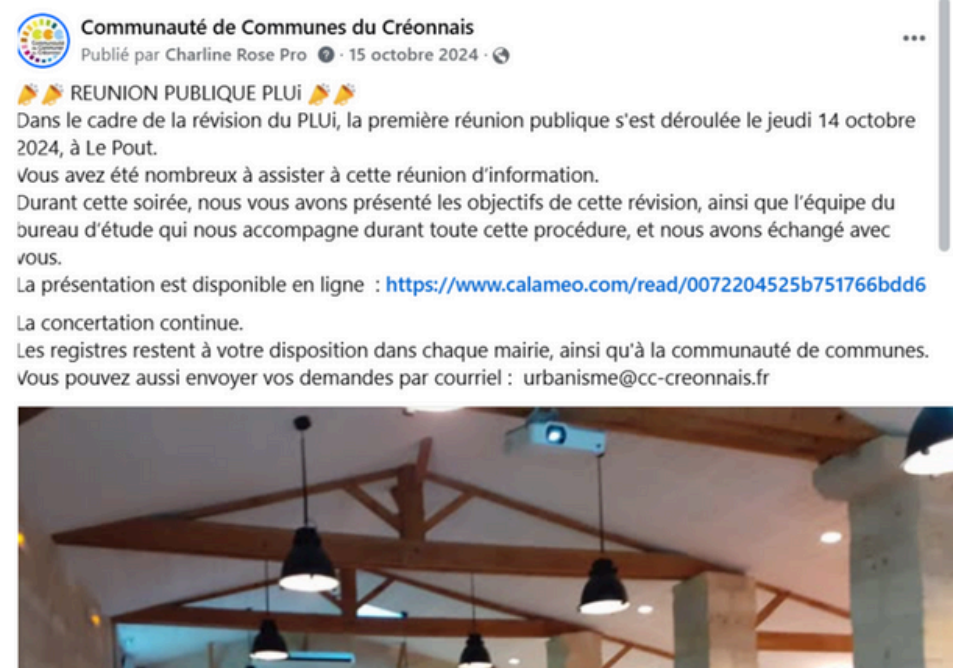 Communauté de Communes du Créonnais
Publié par Charline Rose Pro · 15 octobre 2024 ·
🎉🎉 REUNION PUBLIQUE PLUi 🎉🎉
Dans le cadre de la révision du PLUi, la première réunion publique s'est déroulée le jeudi 14 octobre
2024, à Le Pout.
Vous avez été nombreux à assister à cette réunion d'information.
Durant cette soirée, nous vous avons présenté les objectifs de cette révision, ainsi que l'équipe du
bureau d'étude qui nous accompagne durant toute cette procédure, et nous avons échangé avec
vous.
La présentation est disponible en ligne : https://www.calameo.com/read/0072204525b751766bdd6
La concertation continue.
Les registres restent à votre disposition dans chaque mairie, ainsi qu'à la communauté de communes.
Vous pouvez aussi envoyer vos demandes par courriel : urbanisme@cc-creonnais.fr